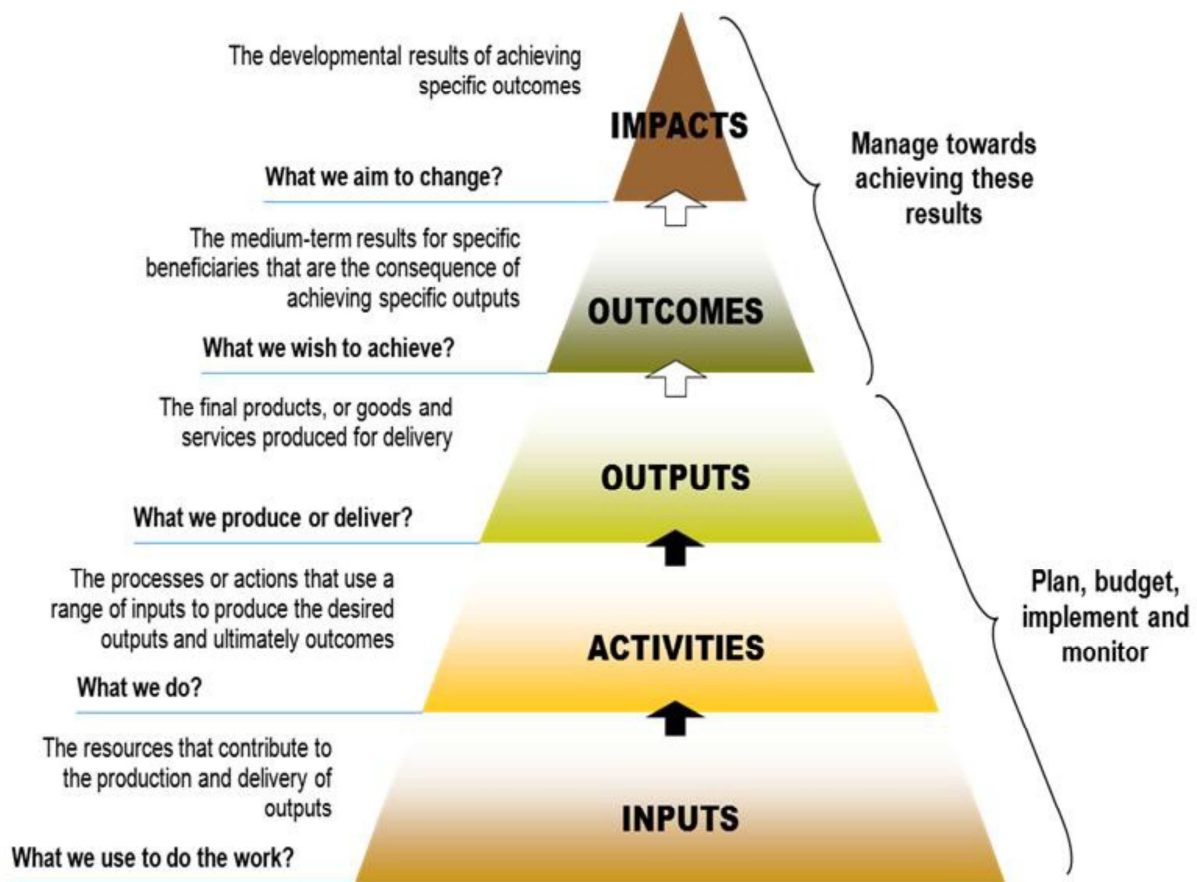 The developmental results of achieving
specific outcomes
IMPACTS
What we aim to change?
Manage towards
achieving these
results
The medium-term results for specific
beneficiaries that are the consequence of
achieving specific outputs
OUTCOMES
What we wish to achieve?
The final products, or goods and
services produced for delivery
OUTPUTS
What we produce or deliver?
The processes or actions that use a
range of inputs to produce the desired
outputs and ultimately outcomes
ACTIVITIES
What we do?
Plan, budget,
implement and
monitor
The resources that contribute to
the production and delivery of
outputs
INPUTS
What we use to do the work?